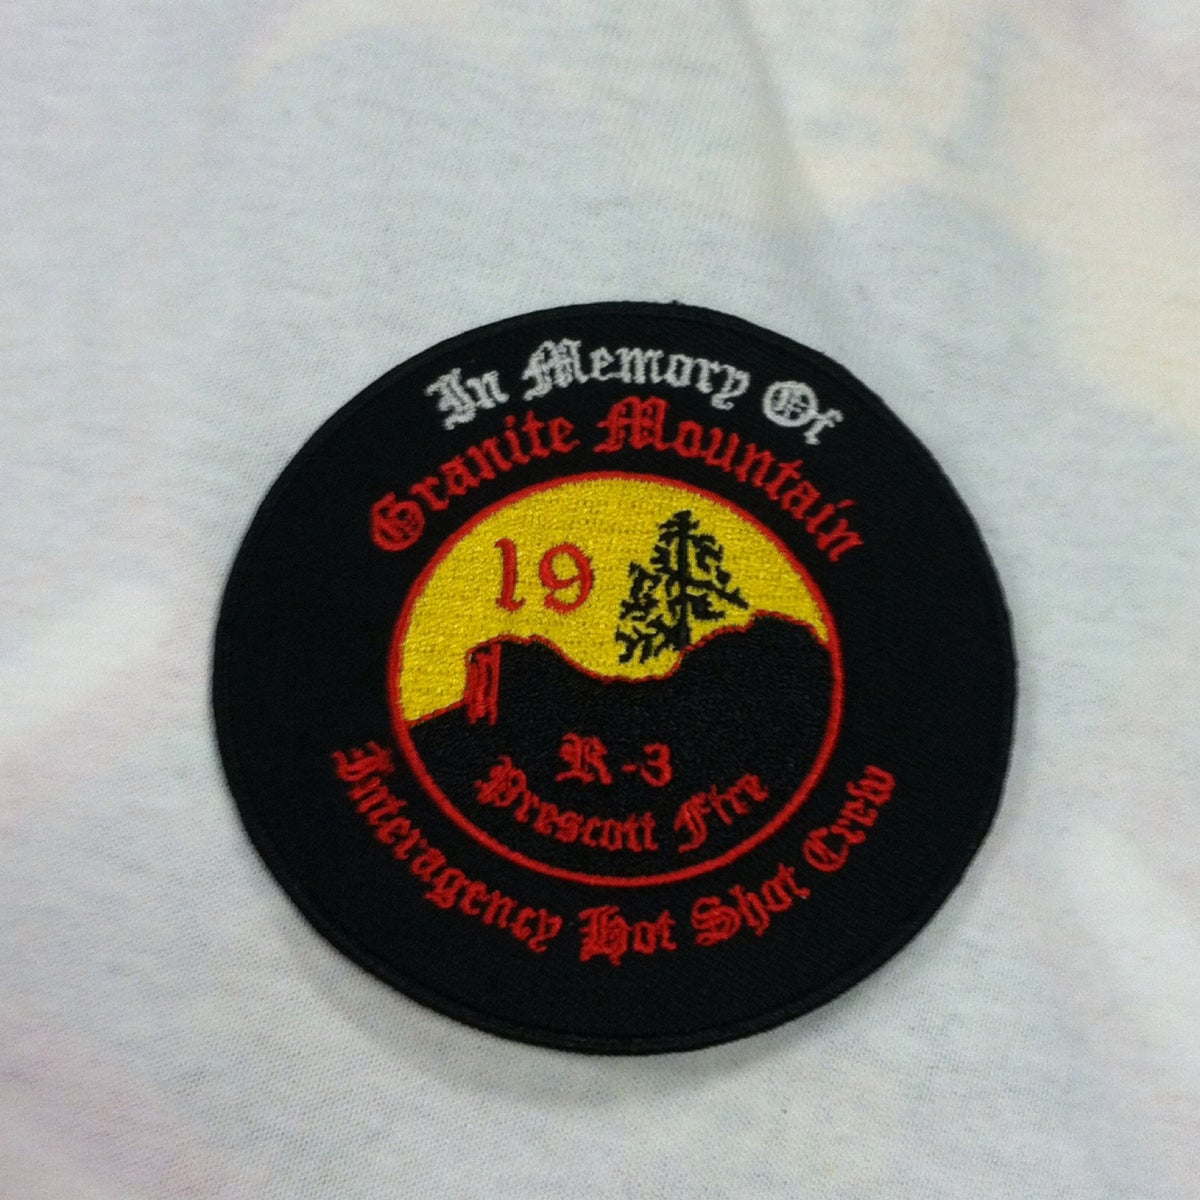 In Memory Of
Granite Mountain
19
R-3
Prescott Fire
Interagency Hot Shot Crew